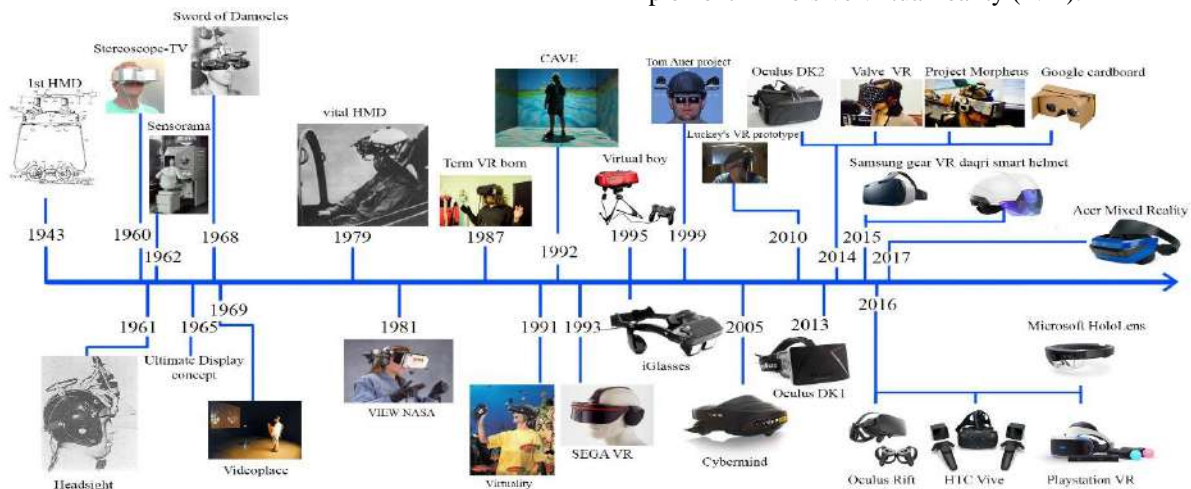 Sword of Damocles
Stereoscope-TV
1st HMD
Sensorama
vital HMD
Term VR born
CAVE
Virtual boy
Tom Auer project
Luckey's VR prototype
Oculus DK2
Valve VR
Project Morpheus
Google cardboard
Samsung gear VR daqri smart helmet
Acer Mixed Reality
1943
1960
1962
1968
1979
1987
1992
1995
1999
2010
2014
2015
2017
1961
1965
1969
1981
1991
1993
2005
2013
2016
Headsight
Ultimate Display
concept
Videoplace
VIEW NASA
Virtuality
SEGA VR
iGlasses
Cybermind
Oculus DK1
Microsoft HoloLens
Oculus Rift
HTC Vive
Playstation VR